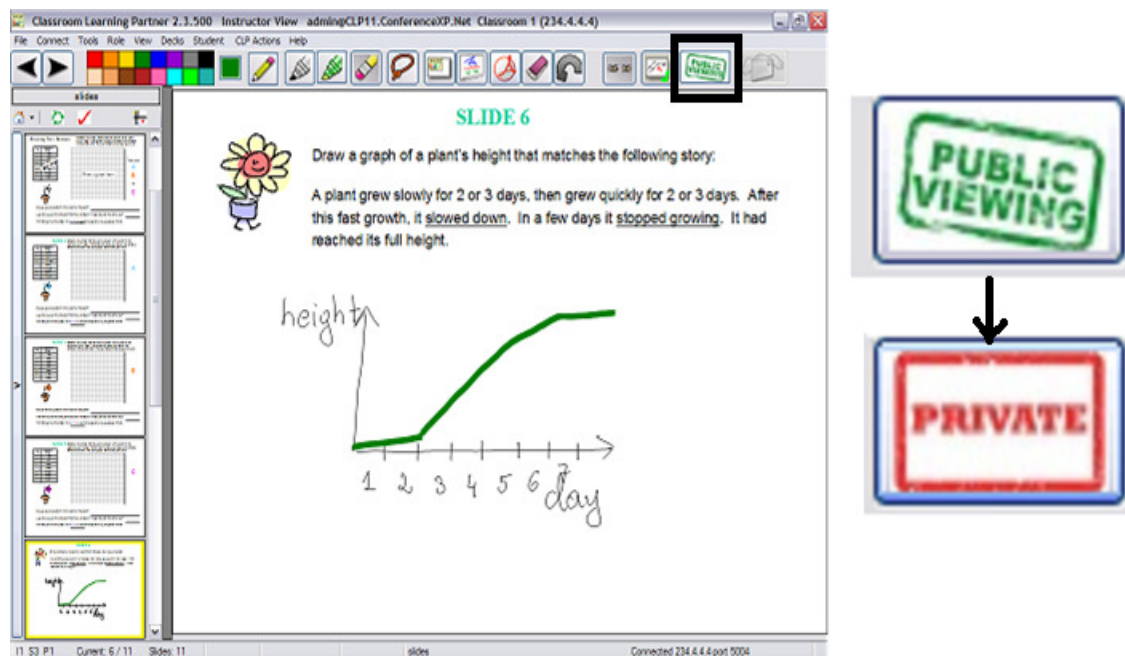 Classroom Learning Partner 2.3.500 Instructor View admin@CLP11.ConferenceXP.Net Classroom 1 (234.4.4.4)
File Connect Tools Role View Decks Student CLP Actions Help
PUBLIC VIEWING
slides
SLIDE 6
Draw a graph of a plant's height that matches the following story:
A plant grew slowly for 2 or 3 days, then grew quickly for 2 or 3 days. After
this fast growth, it slowed down. In a few days it stopped growing. It had
reached its full height.
height
1 2 3 4 5 6 7
day
I1 S3 P1 Current: 6 / 11 Slides: 11 slides Connected 234.4.4.4 port 5004
PUBLIC
VIEWING
PRIVATE